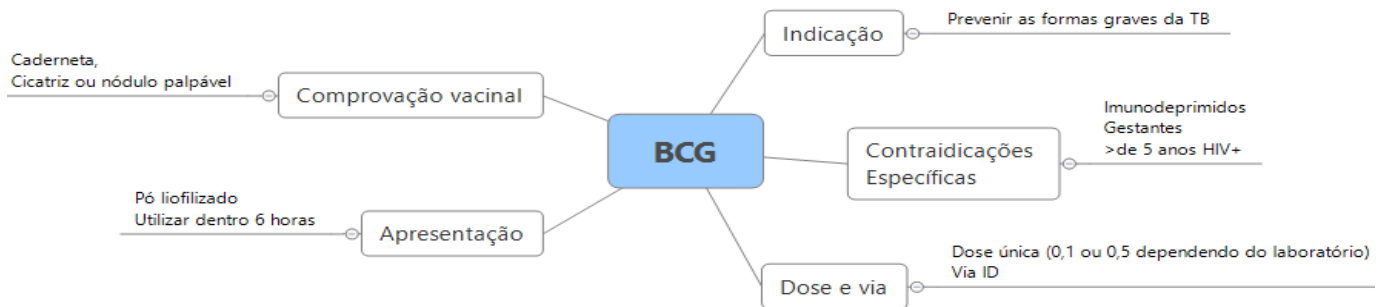 BCG
Indicação
Prevenir as formas graves da TB
Contraidicações
Específicas
Imunodeprimidos
Gestantes
>de 5 anos HIV+
Dose e via
Dose única (0,1 ou 0,5 dependendo do laboratório)
Via ID
Apresentação
Pó liofilizado
Utilizar dentro 6 horas
Comprovação vacinal
Caderneta,
Cicatriz ou nódulo palpável